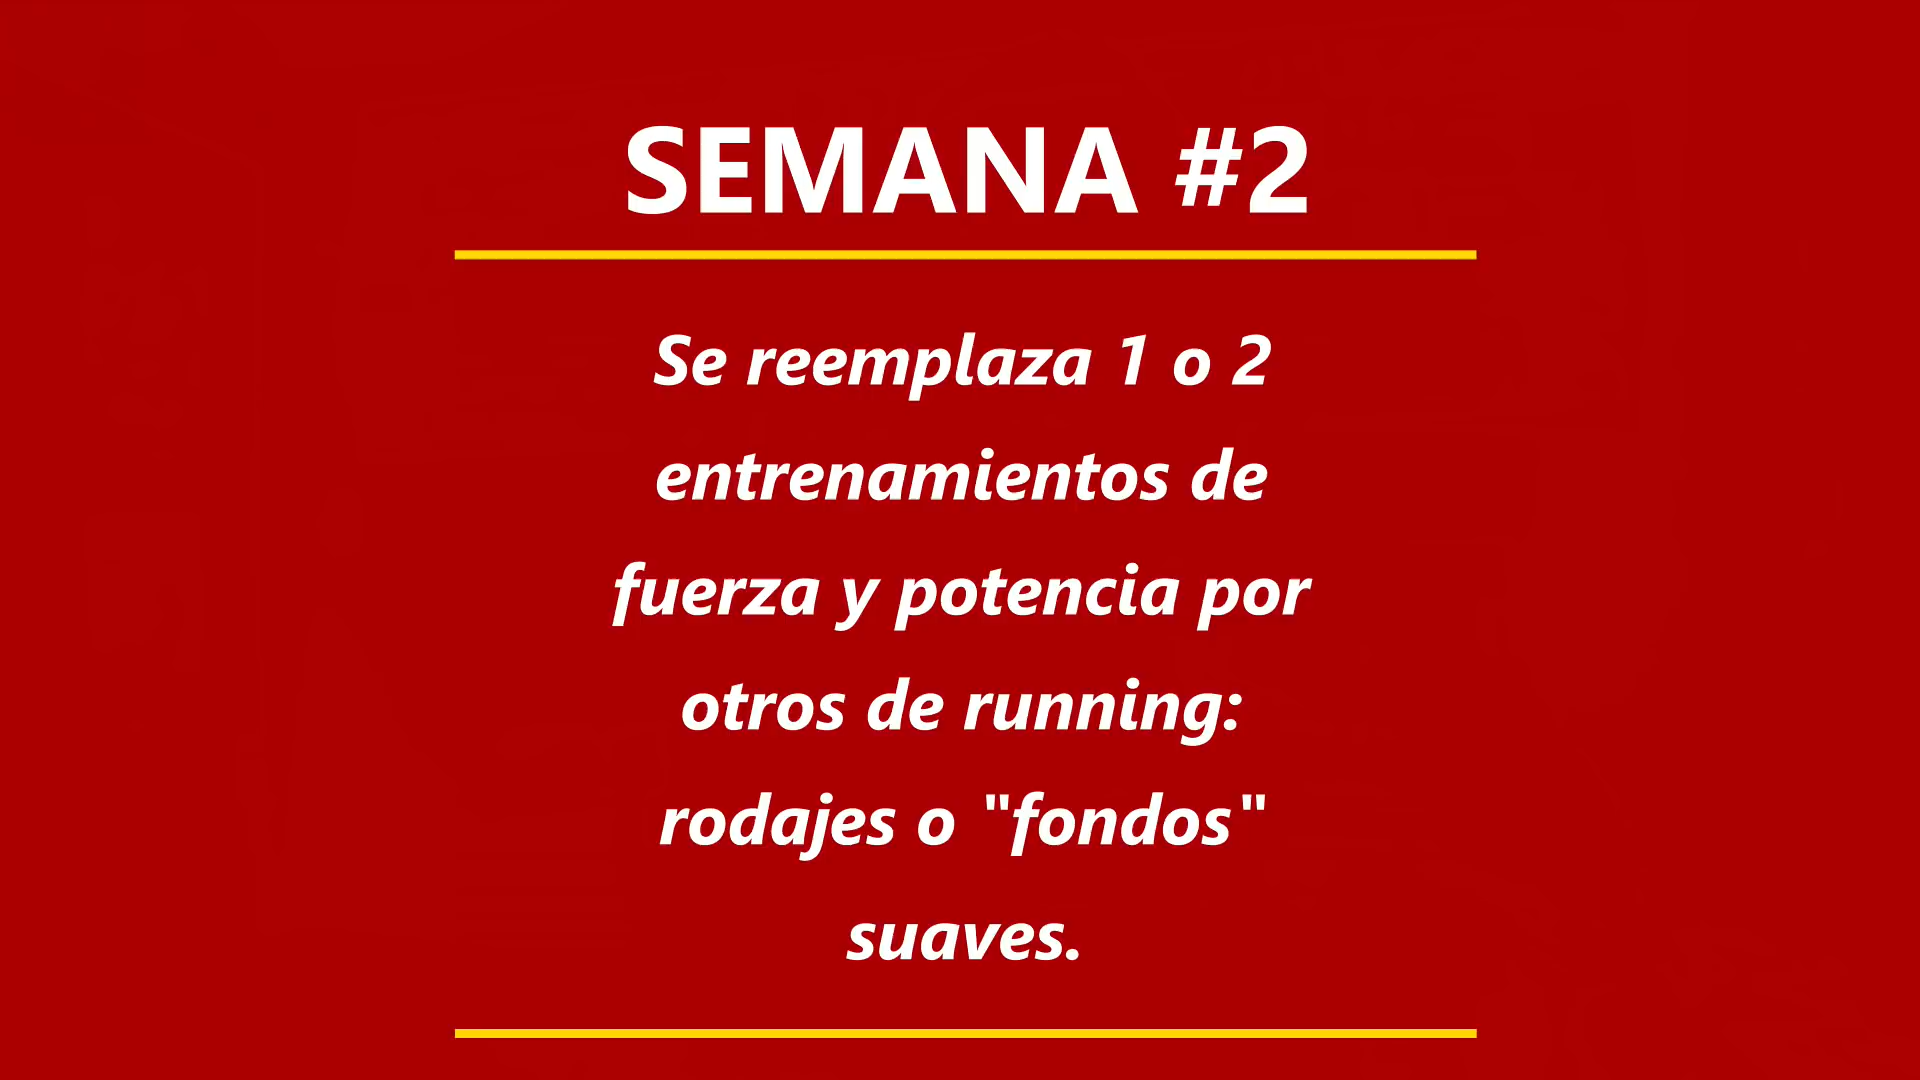 SEMANA #2
Se reemplaza 1 o 2
entrenamientos de
fuerza y potencia por
otros de running:
rodajes o "fondos"
suaves.